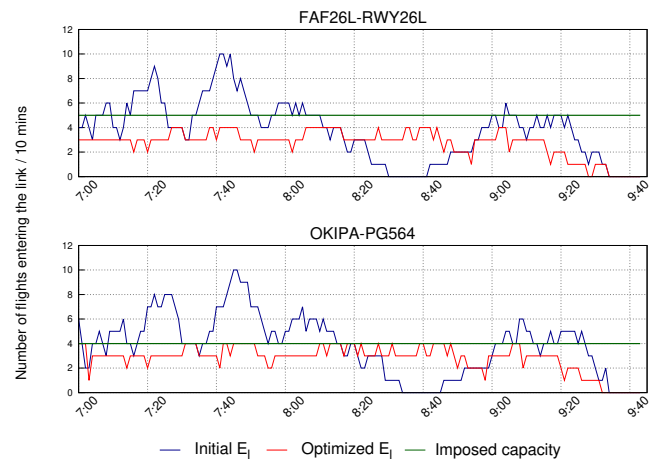 FAF26L-RWY26L
12
10
8
6
4
2
0
7:00 7:20 7:40 8:00 8:20 8:40 9:00 9:20 9:40
Number of flights entering the link / 10 mins
OKIPA-PG564
12
10
8
6
4
2
0
7:00 7:20 7:40 8:00 8:20 8:40 9:00 9:20 9:40
Initial E_l Optimized E_l Imposed capacity